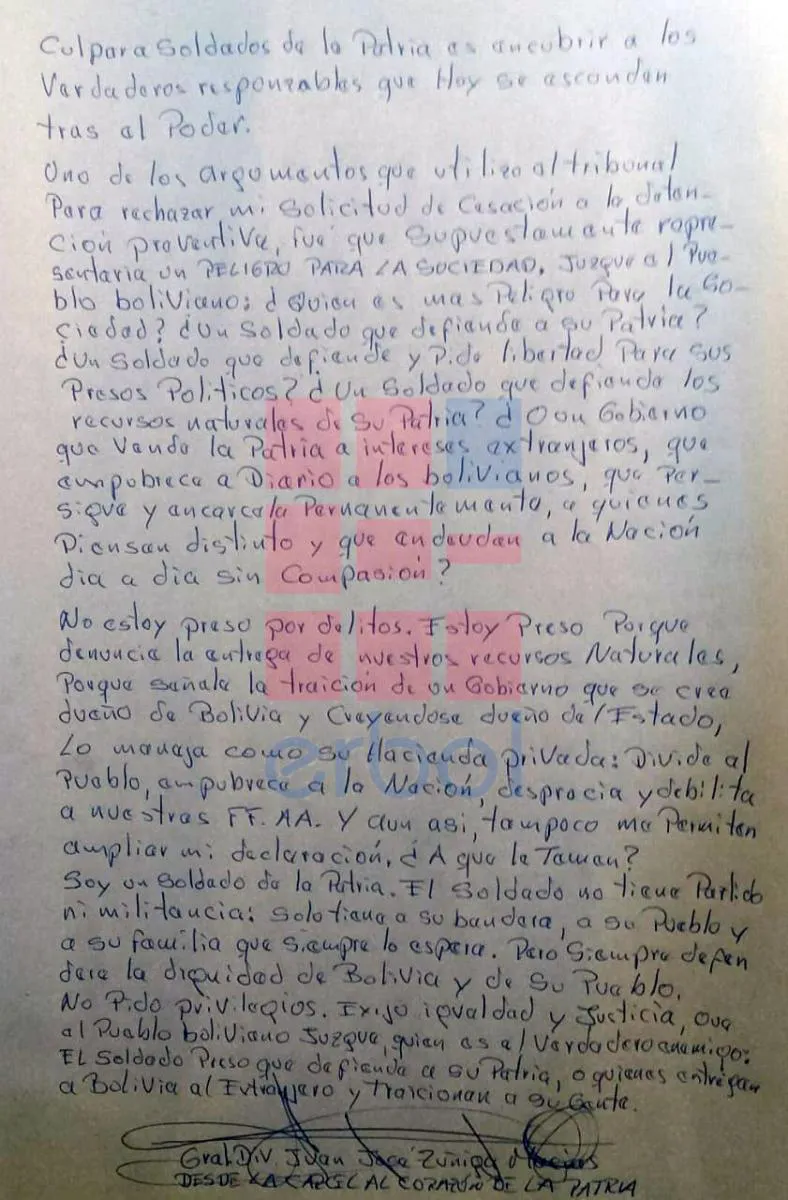 Culpar a Soldados de la Patria es encubrir a los
Verdaderos responzables que Hoy se esconden
tras el Poder.
Uno de los argumentos que utilizo el tribunal
Para rechazar mi Solicitud de Cesación a la deten-
ción preventiva, fué que Supuestamente repre-
sentaria un PELIGRO PARA LA SOCIEDAD. Juzgue el Pue-
blo boliviano: ¿Quien es mas Peligro Para la So-
ciedad? ¿Un Soldado que defiende a su Patria?
¿Un Soldado que defiende y Pide libertad Para sus
Presos Politicos? ¿Un Soldado que defiende los
recursos naturales de Su Patria? ¿O un Gobierno
que Vende la Patria a intereses extranjeros, que
empobrece a Diario a los bolivianos, que Per-
sigue y encarcela Permanentemente, a quienes
Piensan distinto y que endeudan a la Nación
dia a dia sin Compasión?
No estoy preso por delitos. Estoy Preso Porque
denuncie la entrega de nuestros recursos Naturales,
Porque señale la traición de un Gobierno que se cree
dueño de Bolivia y Creyendose dueño del Estado,
Lo maneja como su Hacienda privada: Divide al
Pueblo, empubrece a la Nación, desprecia y debilita
a nuestras FF.AA. Y aun asi, tampoco me Permiten
ampliar mi declaración, ¿A que le Temen?
Soy un Soldado de la Patria. El Soldado no tiene Partido
ni militancia: Solo tiene a su bandera, a su Pueblo y
a su familia que siempre lo espera. Pero Siempre defen
dere la dignidad de Bolivia y de Su Pueblo.
No Pido privilegios. Exijo igualdad y Justicia, Que
el Pueblo boliviano Juzgue, quien es el Verdadero enemigo:
EL Soldado Preso que defiende a su Patria, o quienes entregan
a Bolivia al Extranjero y Traicionan a su Gente.
Gral. Div. Juan José Zuñiga Macias
DESDE LA CARCEL AL CORAZÓN DE LA PATRIA
erbol